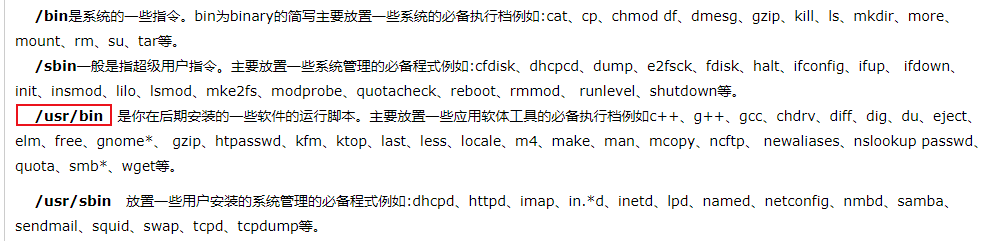 /bin是系统的一些指令。bin为binary的简写主要放置一些系统的必备执行档例如:cat、cp、chmod df、dmesg、gzip、kill、ls、mkdir、more、
mount、rm、su、tar等。
/sbin一般是指超级用户指令。主要放置一些系统管理的必备程式例如:cfdisk、dhcpcd、dump、e2fsck、fdisk、halt、ifconfig、ifup、 ifdown、
init、insmod、lilo、lsmod、mke2fs、modprobe、quotacheck、reboot、rmmod、 runlevel、shutdown等。
/usr/bin 是你在后期安装的一些软件的运行脚本。主要放置一些应用软体工具的必备执行档例如c++、g++、gcc、chdrv、diff、dig、du、eject、
elm、free、gnome*、 gzip、htpasswd、kfm、ktop、last、less、locale、m4、make、man、mcopy、ncftp、 newaliases、nslookup passwd、
quota、smb*、wget等。
/usr/sbin 放置一些用户安装的系统管理的必备程式例如:dhcpd、httpd、imap、in.*d、inetd、lpd、named、netconfig、nmbd、samba、
sendmail、squid、swap、tcpd、tcpdump等。